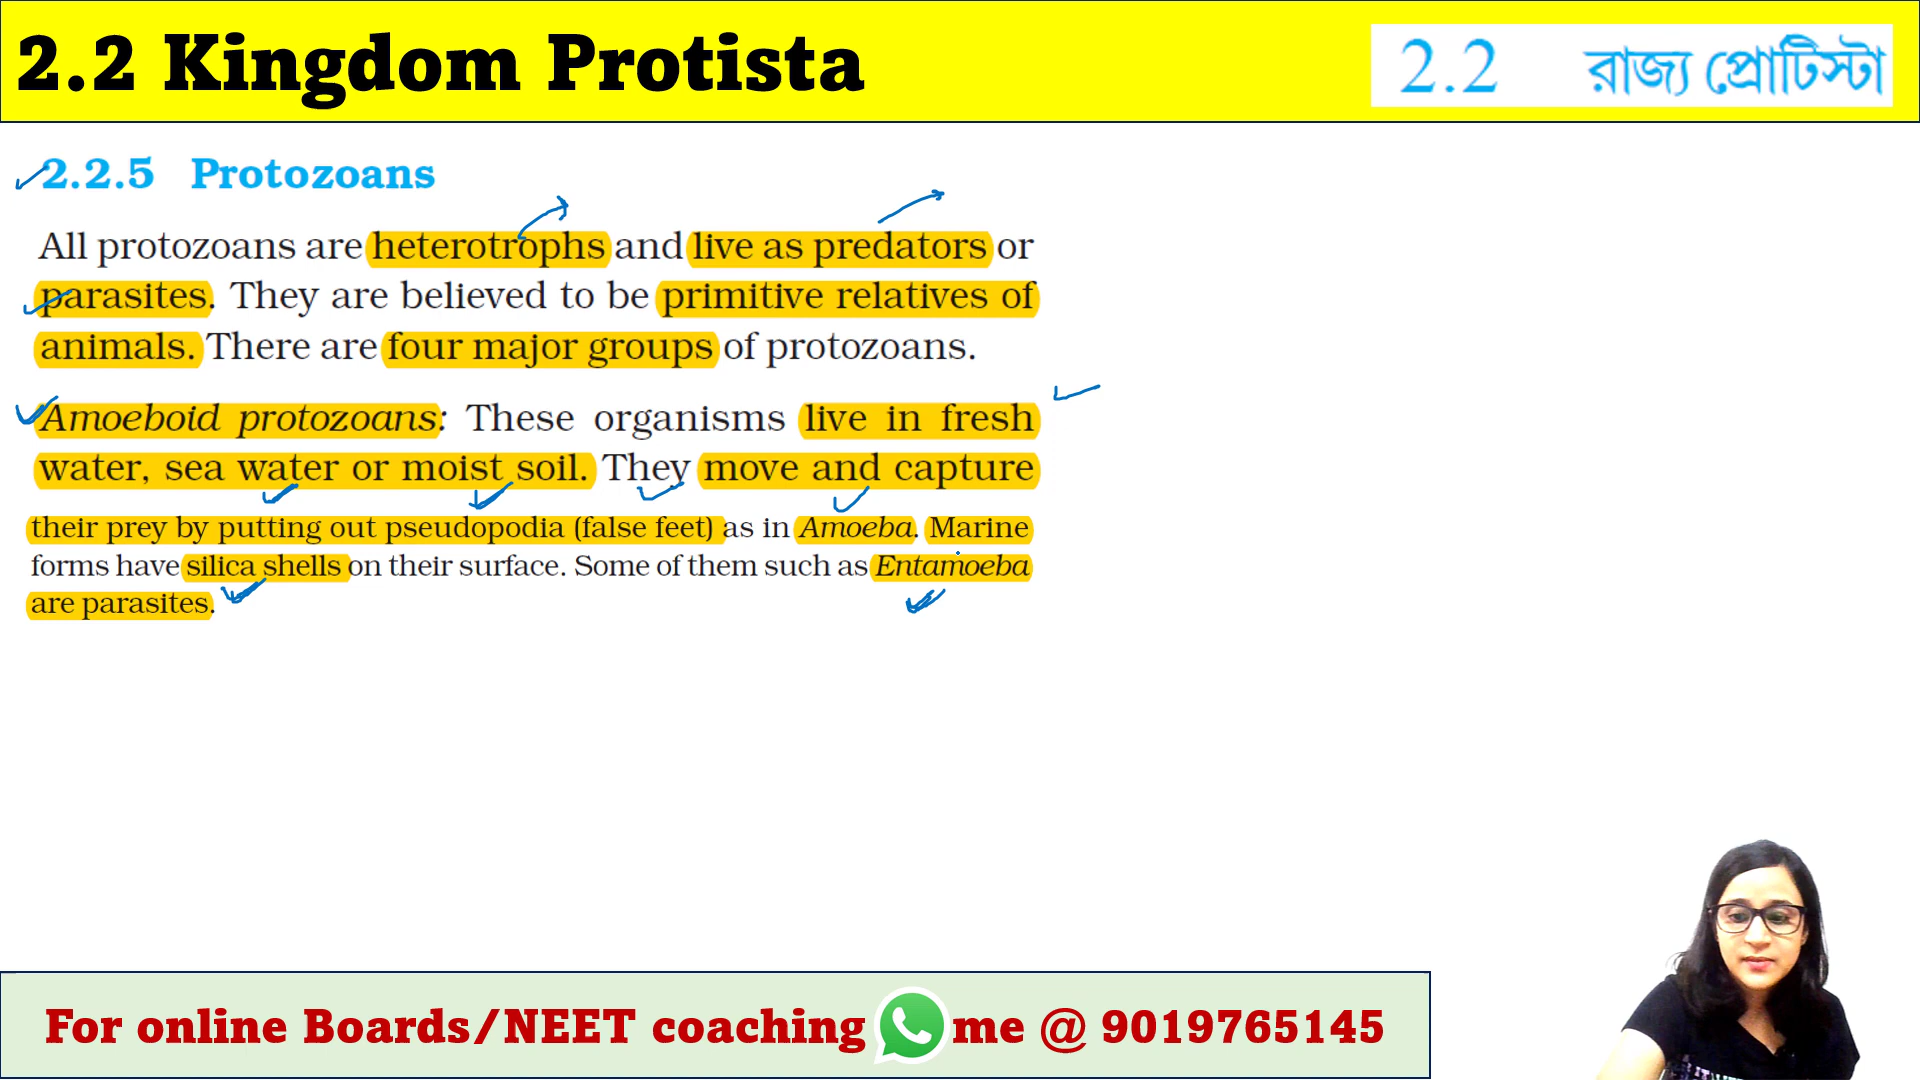 2.2 Kingdom Protista
2.2 রাজ্য প্রোটিস্টা
2.2.5 Protozoans
All protozoans are heterotrophs and live as predators or
parasites. They are believed to be primitive relatives of
animals. There are four major groups of protozoans.
Amoeboid protozoans: These organisms live in fresh
water, sea water or moist soil. They move and capture
their prey by putting out pseudopodia (false feet) as in Amoeba. Marine
forms have silica shells on their surface. Some of them such as Entamoeba
are parasites.
For online Boards/NEET coaching me @ 9019765145